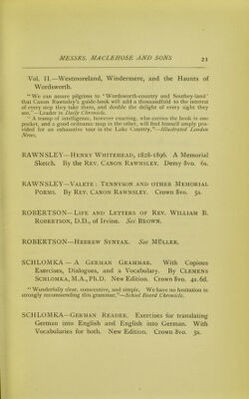 MESSRS. MACLEHOSE AND SONS 21
Vol. II.—Westmoreland, Windermere, and the Haunts of
Wordsworth.
"We can assure pilgrims to 'Wordsworth-country and Southey-land'
that Canon Rawnsley's guide-book will add a thousandfold to the interest
of every step they take there, and double the delight of every sight they
see."—Leader in Daily Chronicle.
"A tramp of intelligence, however exacting, who carries the book in one
pocket, and a good ordnance map in the other, will find himself amply pro-
vided for an exhaustive tour in the Lake Country."—Illustrated London
News.
RAWNSLEY—Henry Whitehead, 1828-1896. A Memorial
Sketch. By the Rev. Canon Rawnsley. Demy 8vo. 6s.
RAWNSLEY—Valete: Tennyson and other Memorial
Poems. By Rev. Canon Rawnsley. Crown 8vo. 5s.
ROBERTSON—Life and Letters of Rev. William B.
Robertson, D.D., of Irvine. See Brown.
ROBERTSON—Hebrew Syntax. See Müller.
SCHLOMKA—A German Grammar. With Copious
Exercises, Dialogues, and a Vocabulary. By Clemens
Schlomka, M.A., Ph.D. New Edition. Crown 8vo. 4s. 6d.
"Wonderfully clear, consecutive, and simple. We have no hesitation in
strongly recommending this grammar."—School Board Chronicle.
SCHLOMKA—German Reader. Exercises for translating
German into English and English into German. With
Vocabularies for both. New Edition. Crown 8vo. 3s.